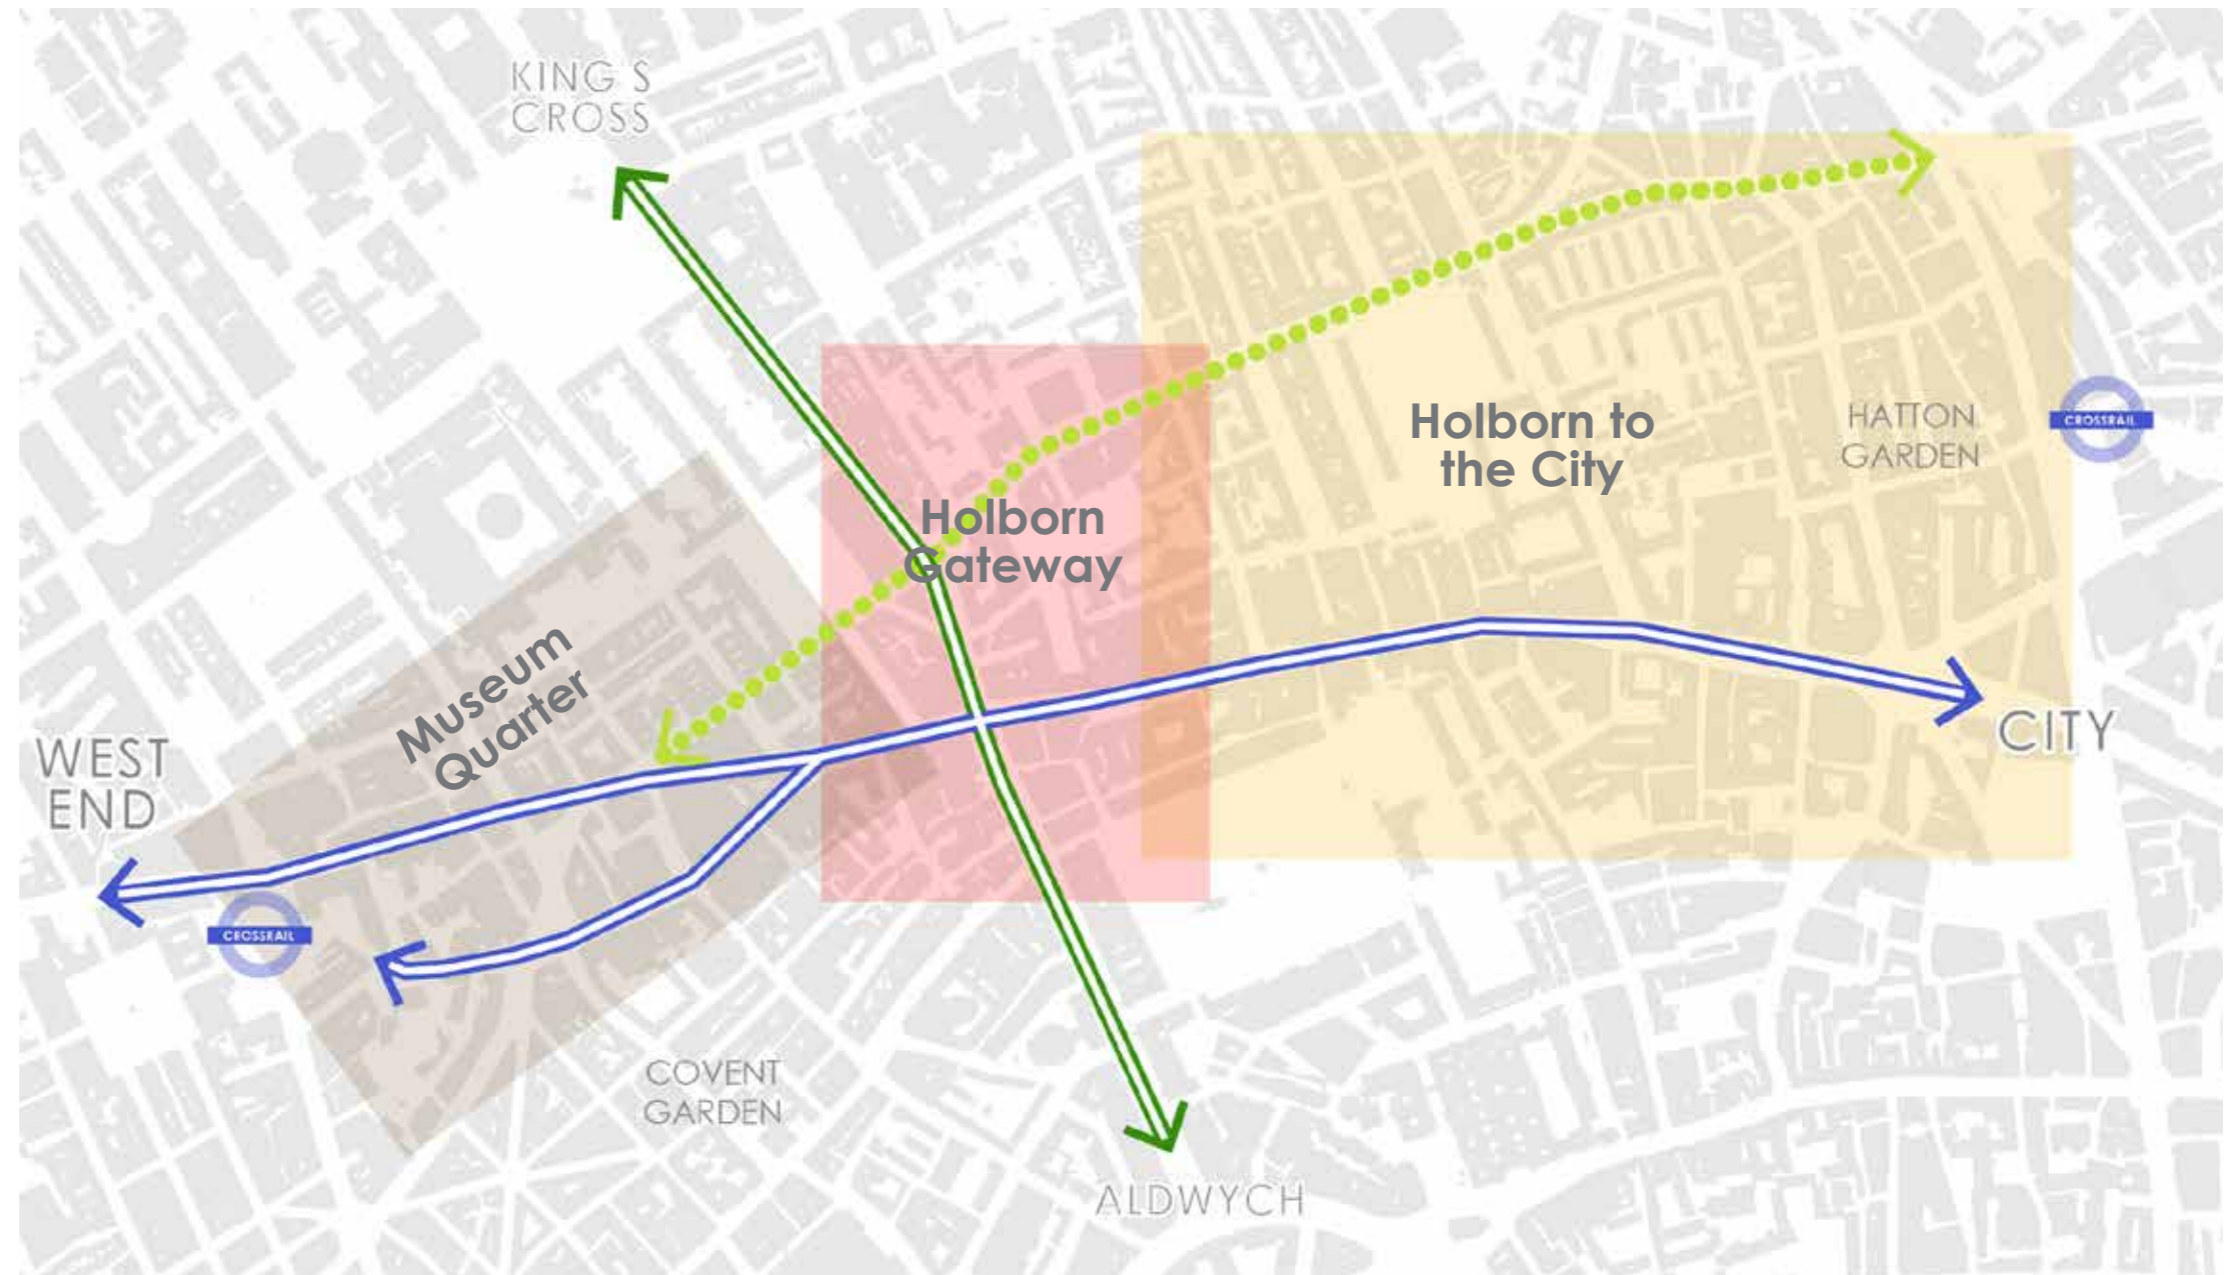 KING S
CROSS
Holborn to
the City
HATTON
GARDEN
CROSSRAIL
Holborn
Gateway
Museum
Quarter
WEST
END
CITY
CROSSRAIL
COVENT
GARDEN
ALDWYCH